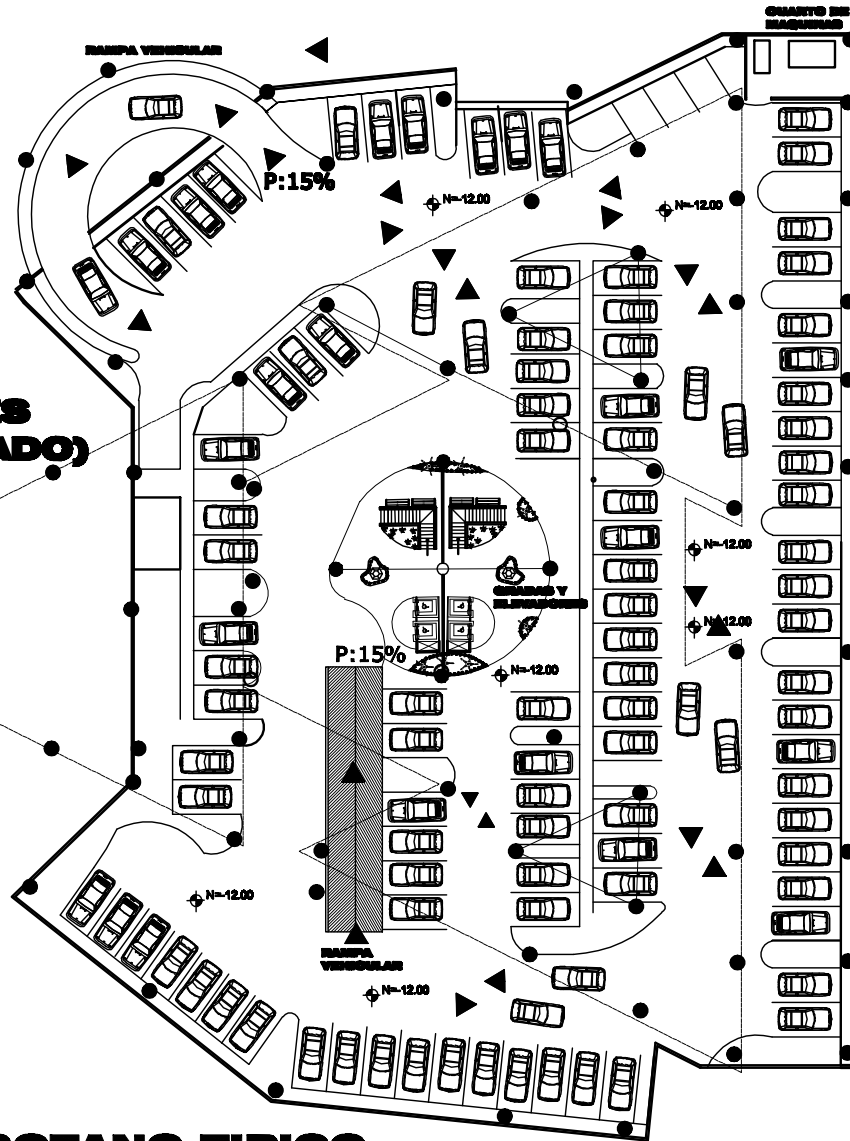 CUARTO DE
MAQUINAS
RAMPA VEHICULAR
P:15%
N=-12.00
N=-12.00
ADO)
N=-12.00
GRADAS Y
ELEVADORES
N=-12.00
P:15%
N=-12.00
N=-12.00
RAMPA
VEHICULAR
N=-12.00